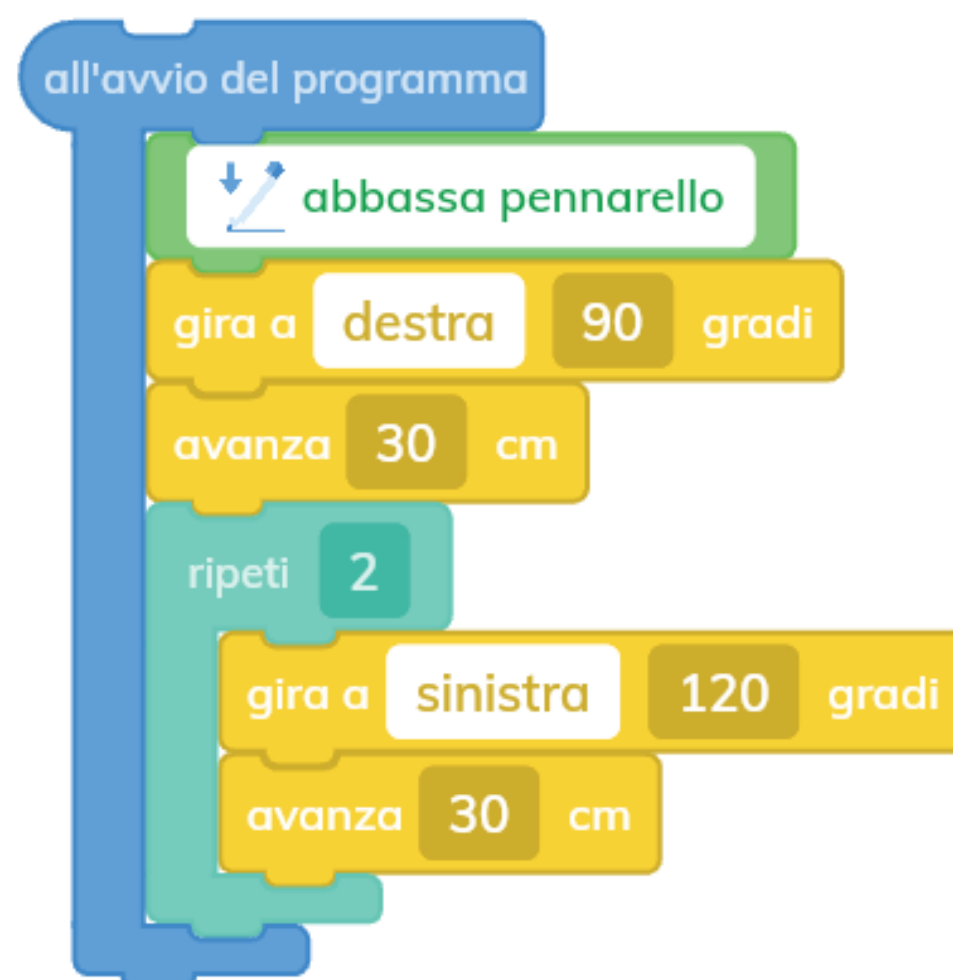 all'avvio del programma
abbassa pennarello
gira a destra 90 gradi
avanza 30 cm
ripeti 2
gira a sinistra 120 gradi
avanza 30 cm